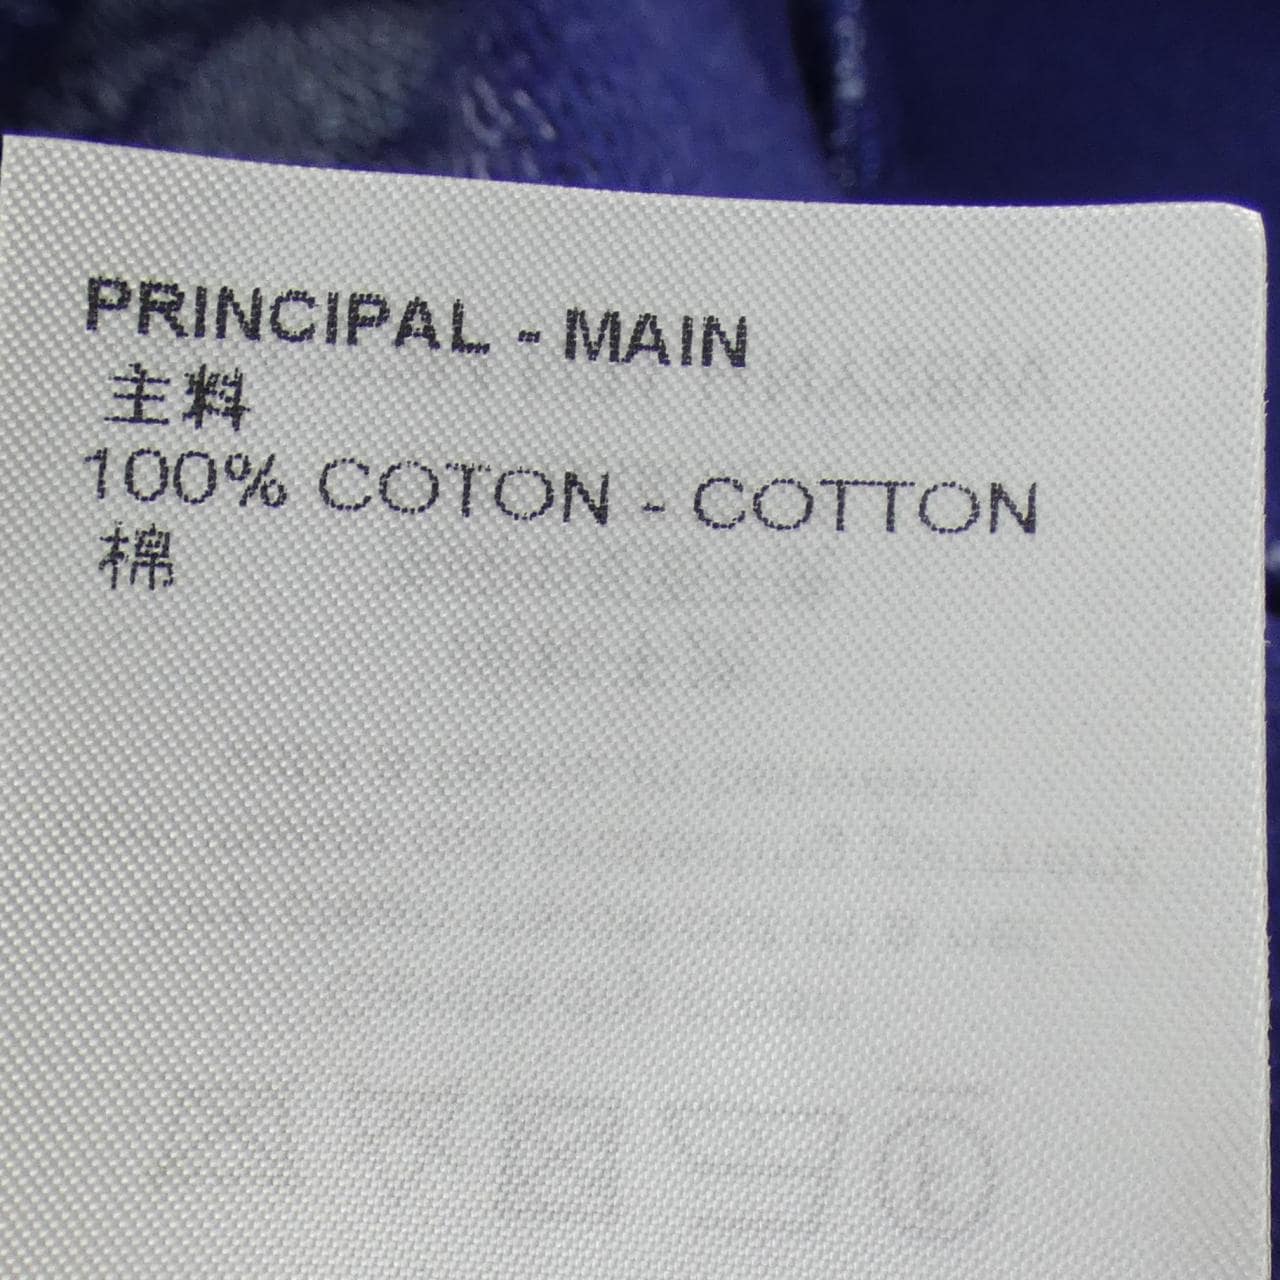 PRINCIPAL - MAIN
主料
100% COTON - COTTON
棉